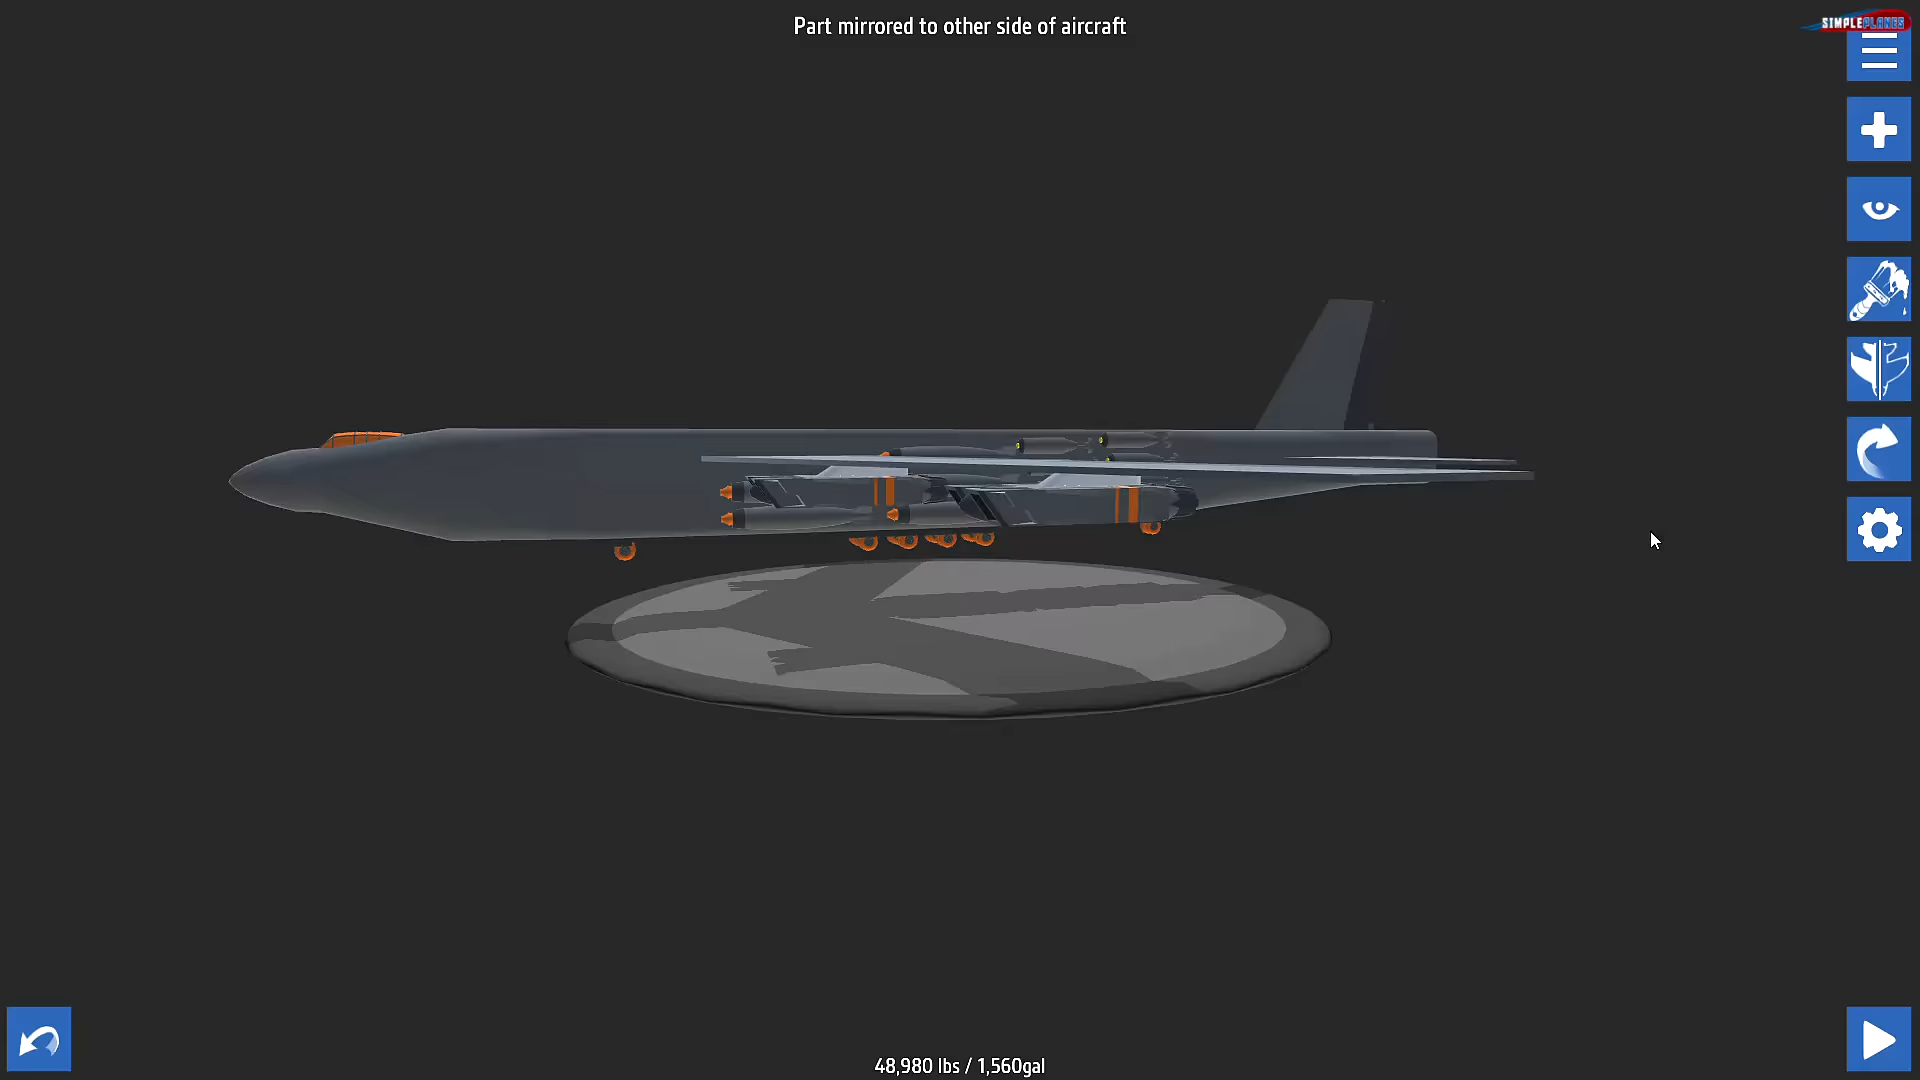 Part mirrored to other side of aircraft
SIMPLEPLANES
48,980 lbs / 1,560gal